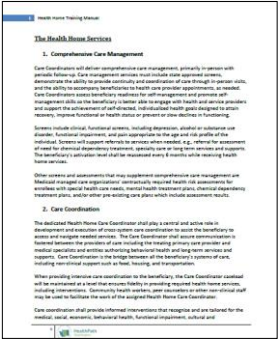 Health Home Training Manual
The Health Home Services
1. Comprehensive Care Management
Care Coordinators will deliver comprehensive care management, primarily in-person with
periodic follow-up. Care management services must include state approved screens,
demonstrate the ability to provide continuity and coordination of care through in-person visits,
and the ability to accompany beneficiaries to health care provider appointments, as needed.
Care Coordinators assess beneficiary readiness for self-management and promote self-
management skills so the beneficiary is better able to engage with health and service providers
and support the achievement of self-directed, individualized health goals designed to attain
recovery, improve functional or health status or prevent or slow declines in functioning.
Screens include clinical, functional screens, including depression, alcohol or substance use
disorder, functional impairment, and pain appropriate to the age and risk profile of the
individual. Screens will support referrals to services when needed, e.g., referral for assessment
of need for chemical dependency treatment, specialty care or long term services and supports.
The beneficiary's activation level shall be reassessed every 6 months while receiving health
home services.
Other screens and assessments that may supplement comprehensive care management are
Medicaid managed care organizations' contractually required health risk assessments for
enrollees with special health care needs, mental health treatment plans, chemical dependency
treatment plans, and/or other pre-existing care plans which include assessment results.
2. Care Coordination
The dedicated Health Home Care Coordinator shall play a central and active role in
development and execution of cross-system care coordination to assist the beneficiary to
access and navigate needed services. The Care Coordinator shall assure communication is
fostered between the providers of care including the treating primary care provider and
medical specialists and entities authorizing behavioral health and long-term services and
supports. Care Coordination is the bridge between all the beneficiary's systems of care,
including non-clinical support such as food, housing, and transportation.
When providing intensive care coordination to the beneficiary, the Care Coordinator caseload
will be maintained at a level that ensures fidelity in providing required health home services,
including interventions. Community health workers, peer counselors or other non-clinical staff
may be used to facilitate the work of the assigned Health Home Care Coordinator.
Care coordination shall provide informed interventions that recognize and are tailored for the
medical, social, economic, behavioral health, functional impairment, cultural and